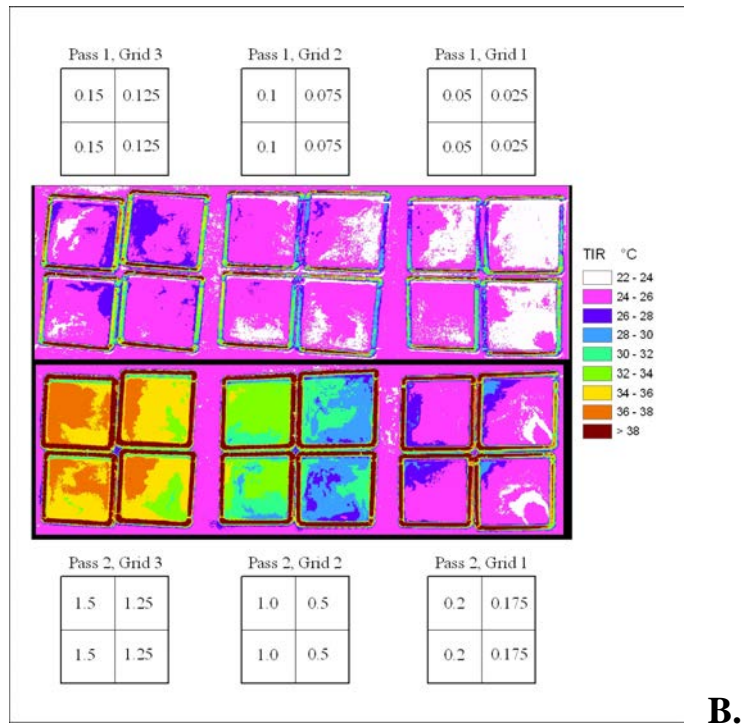 Pass 1, Grid 3 Pass 1, Grid 2 Pass 1, Grid 1
0.15 0.125 0.1 0.075 0.05 0.025
0.15 0.125 0.1 0.075 0.05 0.025
TIR °C
22 - 24
24 - 26
26 - 28
28 - 30
30 - 32
32 - 34
34 - 36
36 - 38
> 38
Pass 2, Grid 3 Pass 2, Grid 2 Pass 2, Grid 1
1.5 1.25 1.0 0.5 0.2 0.175
1.5 1.25 1.0 0.5 0.2 0.175
B.